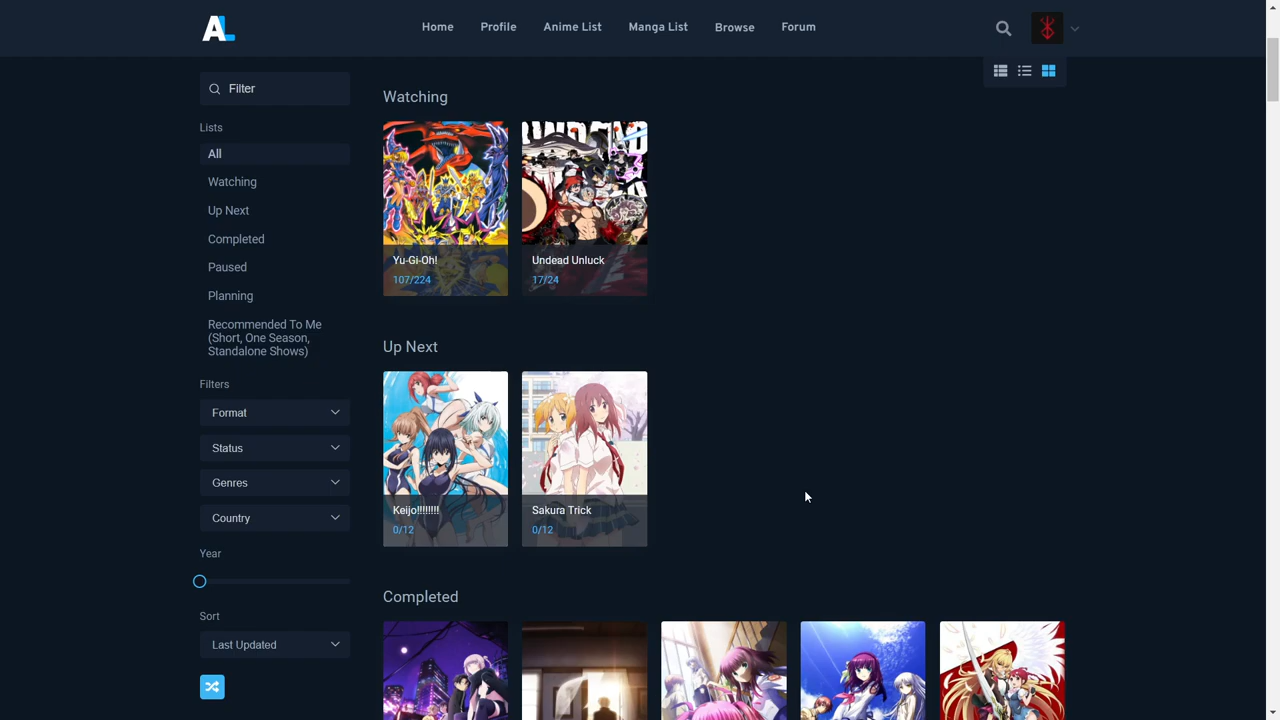 AL
Home
Profile
Anime List
Manga List
Browse
Forum
Filter
Lists
All
Watching
Up Next
Completed
Paused
Planning
Recommended To Me
(Short, One Season,
Standalone Shows)
Filters
Format
Status
Genres
Country
Year
Sort
Last Updated
Watching
Yu-Gi-Oh!
107/224
UNDEAD
Undead Unluck
17/24
Up Next
Keijo!!!!!!!!
0/12
Sakura Trick
0/12
Completed